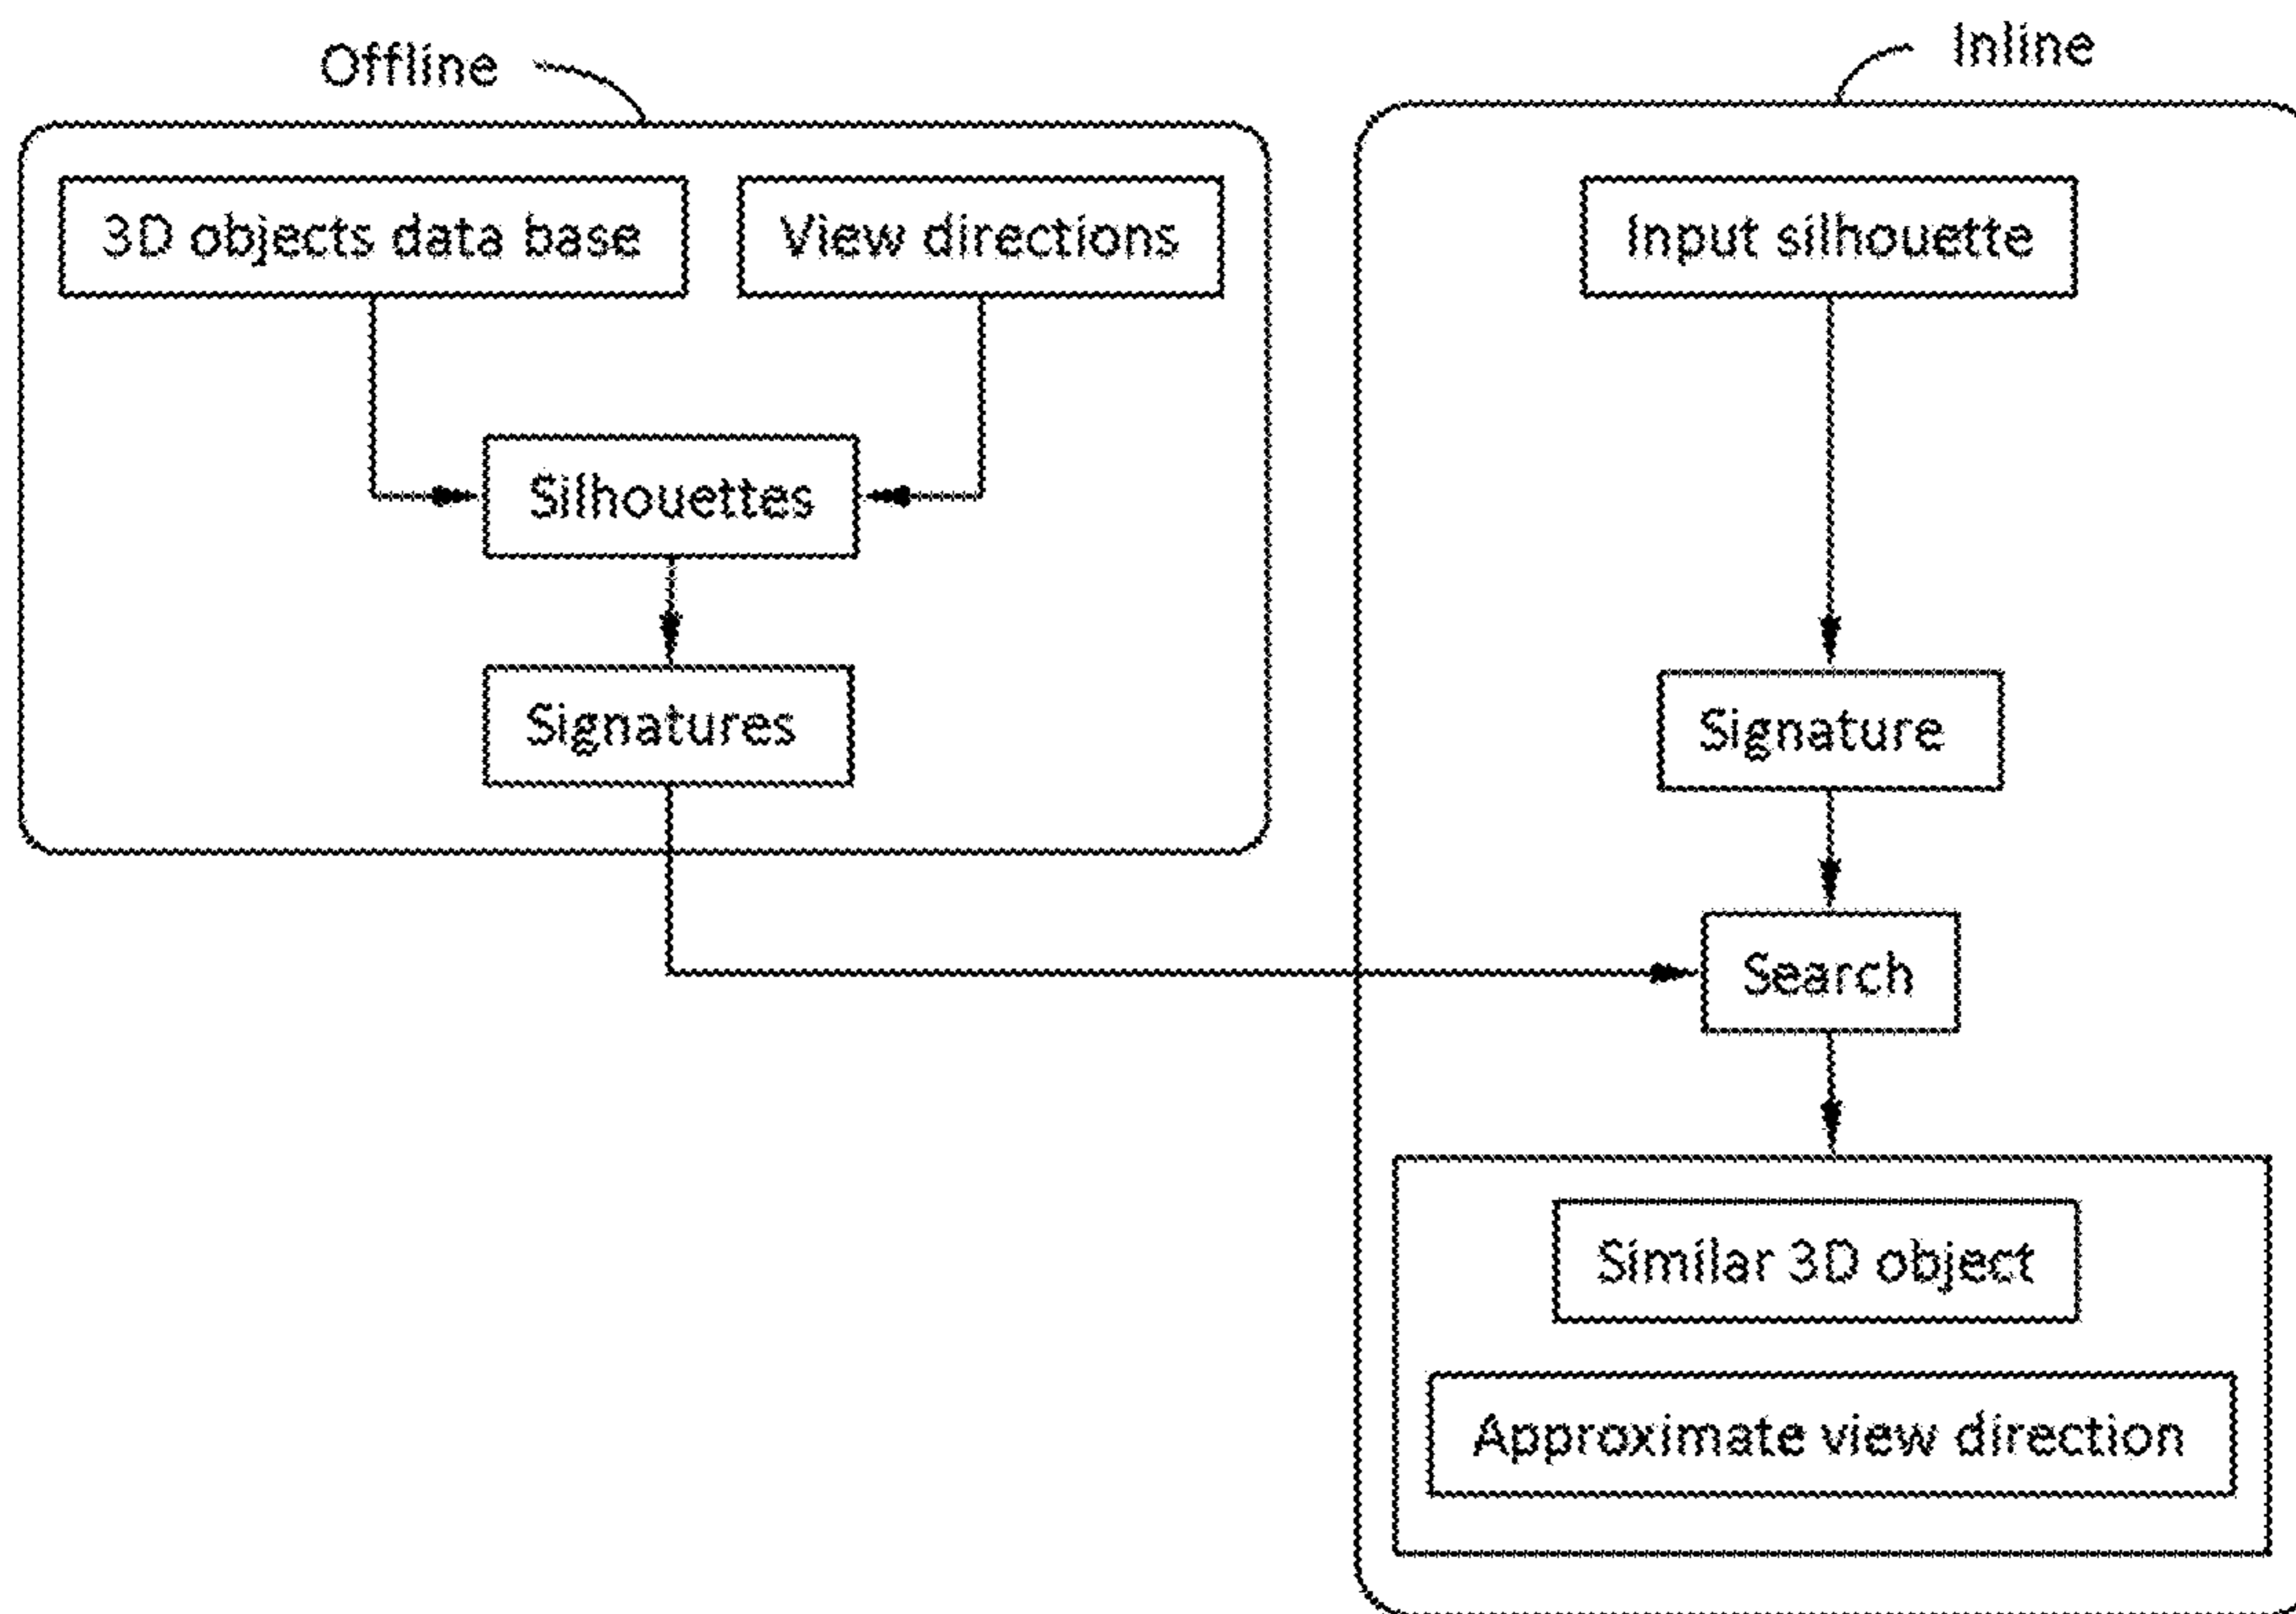 Offline
3D objects data base
View directions
Silhouettes
Signatures
Inline
Input silhouette
Signature
Search
Similar 3D object
Approximate view direction